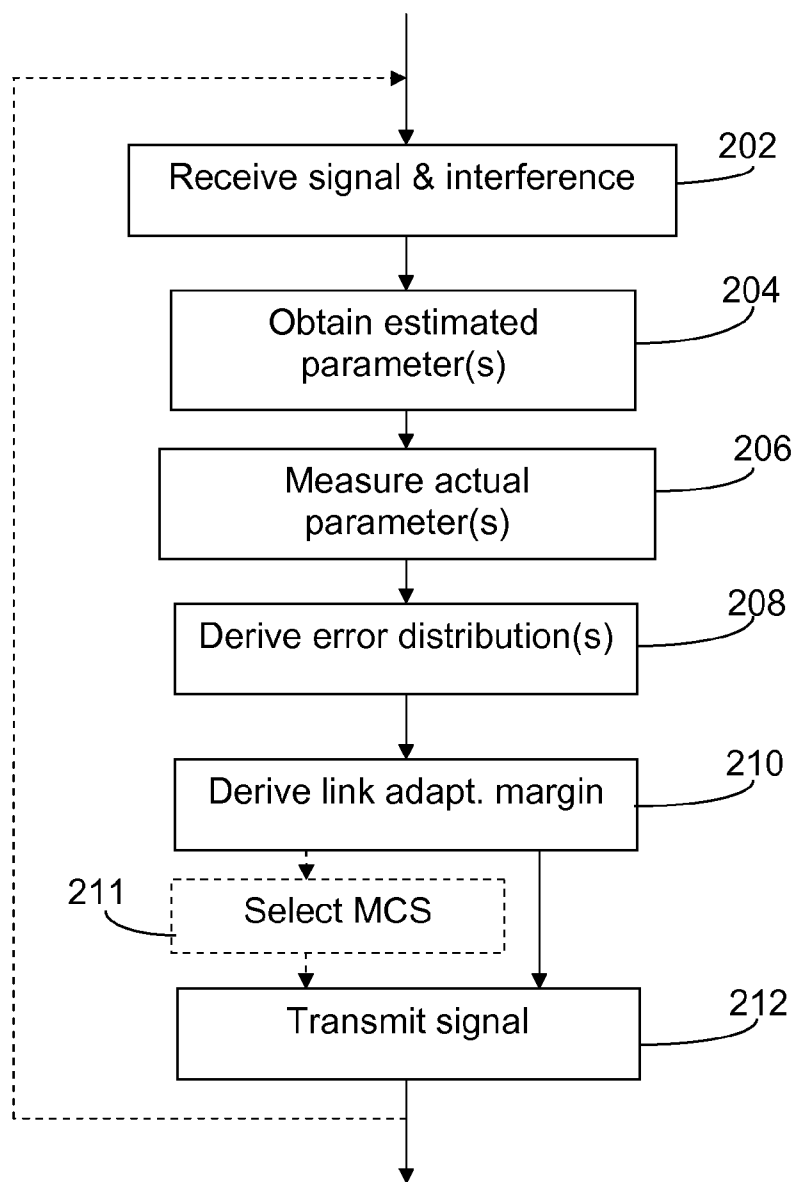 202
Receive signal & interference
204
Obtain estimated
parameter(s)
206
Measure actual
parameter(s)
208
Derive error distribution(s)
210
Derive link adapt. margin
211
Select MCS
212
Transmit signal